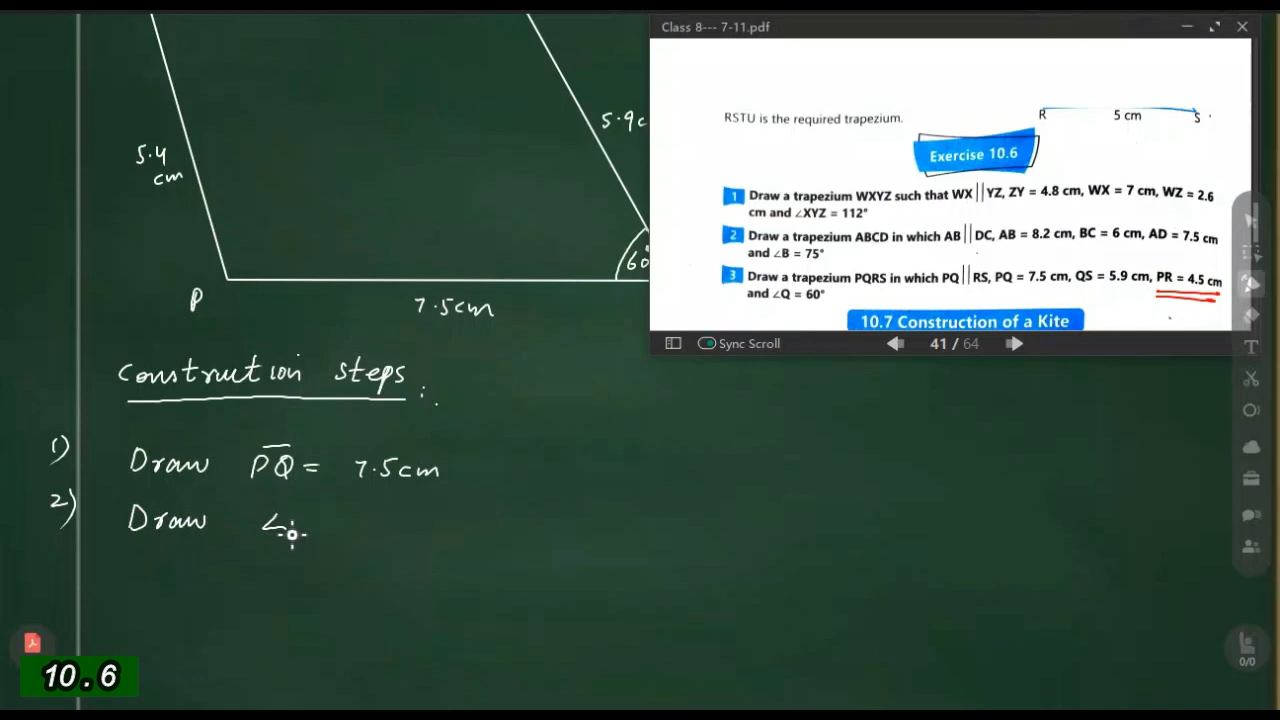 Class 8--- 7-11.pdf
RSTU is the required trapezium.
R 5 cm S
Exercise 10.6
1 Draw a trapezium WXYZ such that WX || YZ, ZY = 4.8 cm, WX = 7 cm, WZ = 2.6
cm and ∠XYZ = 112°
2 Draw a trapezium ABCD in which AB || DC, AB = 8.2 cm, BC = 6 cm, AD = 7.5 cm
and ∠B = 75°
3 Draw a trapezium PQRS in which PQ || RS, PQ = 7.5 cm, QS = 5.9 cm, PR = 4.5 cm
and ∠Q = 60°
10.7 Construction of a Kite
Sync Scroll
41 / 64
5.9c
5.4
cm
60
P
7.5cm
Construction steps :.
1) Draw PQ = 7.5cm
2) Draw ∠
10.6
T
0/0